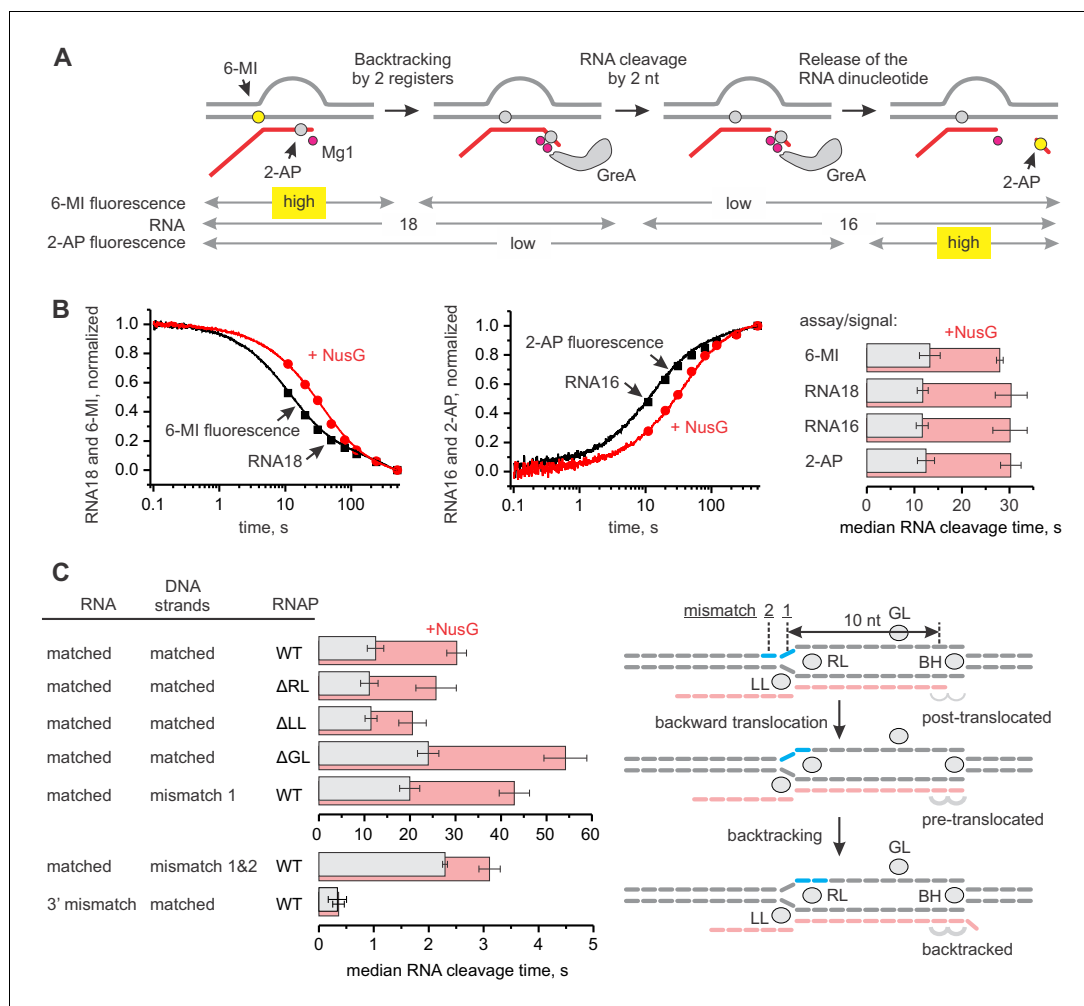 A
6-MI
Backtracking
by 2 registers
RNA cleavage
by 2 nt
Release of the
RNA dinucleotide
Mg1
2-AP
GreA
GreA
2-AP
6-MI fluorescence
high
low
RNA
18
16
2-AP fluorescence
low
high
B
RNA18 and 6-MI, normalized
1.0
0.8
0.6
0.4
0.2
0.0
+ NusG
6-MI fluorescence
RNA18
0.1
1
10
100
time, s
RNA16 and 2-AP, normalized
1.0
0.8
0.6
0.4
0.2
0.0
2-AP fluorescence
RNA16
+ NusG
0.1
1
10
100
time, s
assay/signal:
+NusG
6-MI
RNA18
RNA16
2-AP
0 10 20 30 40
median RNA cleavage time, s
C
RNA
DNA
strands
RNAP
+NusG
matched matched WT
matched matched ΔRL
matched matched ΔLL
matched matched ΔGL
matched mismatch 1 WT
0 10 20 30 40 50 60
matched mismatch 1&2 WT
3' mismatch matched WT
0 1 2 3 4 5
median RNA cleavage time, s
mismatch 2 1
GL
10 nt
RL
BH
LL
post-translocated
backward translocation
pre-translocated
backtracking
GL
RL
BH
LL
backtracked